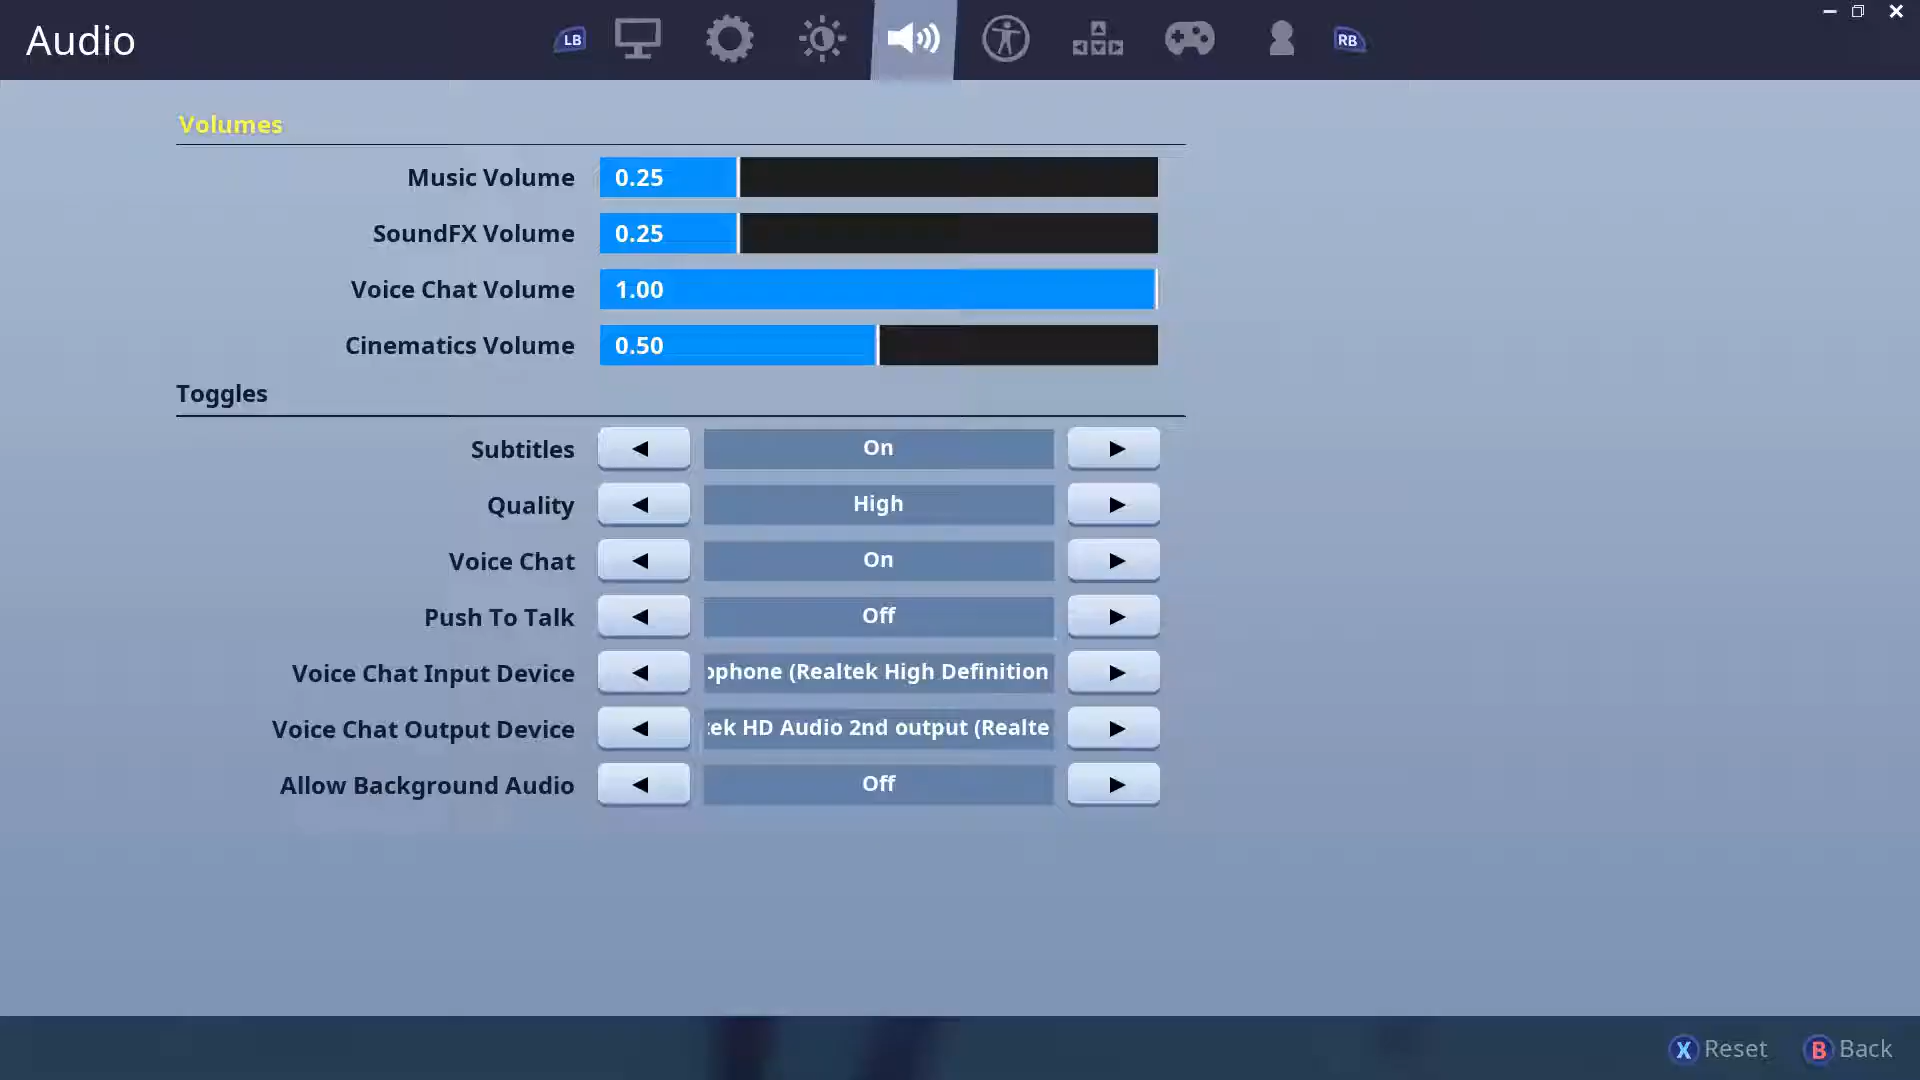 Audio
LB
RB
Volumes
Music Volume 0.25
SoundFX Volume 0.25
Voice Chat Volume 1.00
Cinematics Volume 0.50
Toggles
Subtitles On
Quality High
Voice Chat On
Push To Talk Off
Voice Chat Input Device ophone (Realtek High Definition
Voice Chat Output Device tek HD Audio 2nd output (Realte
Allow Background Audio Off
X Reset B Back